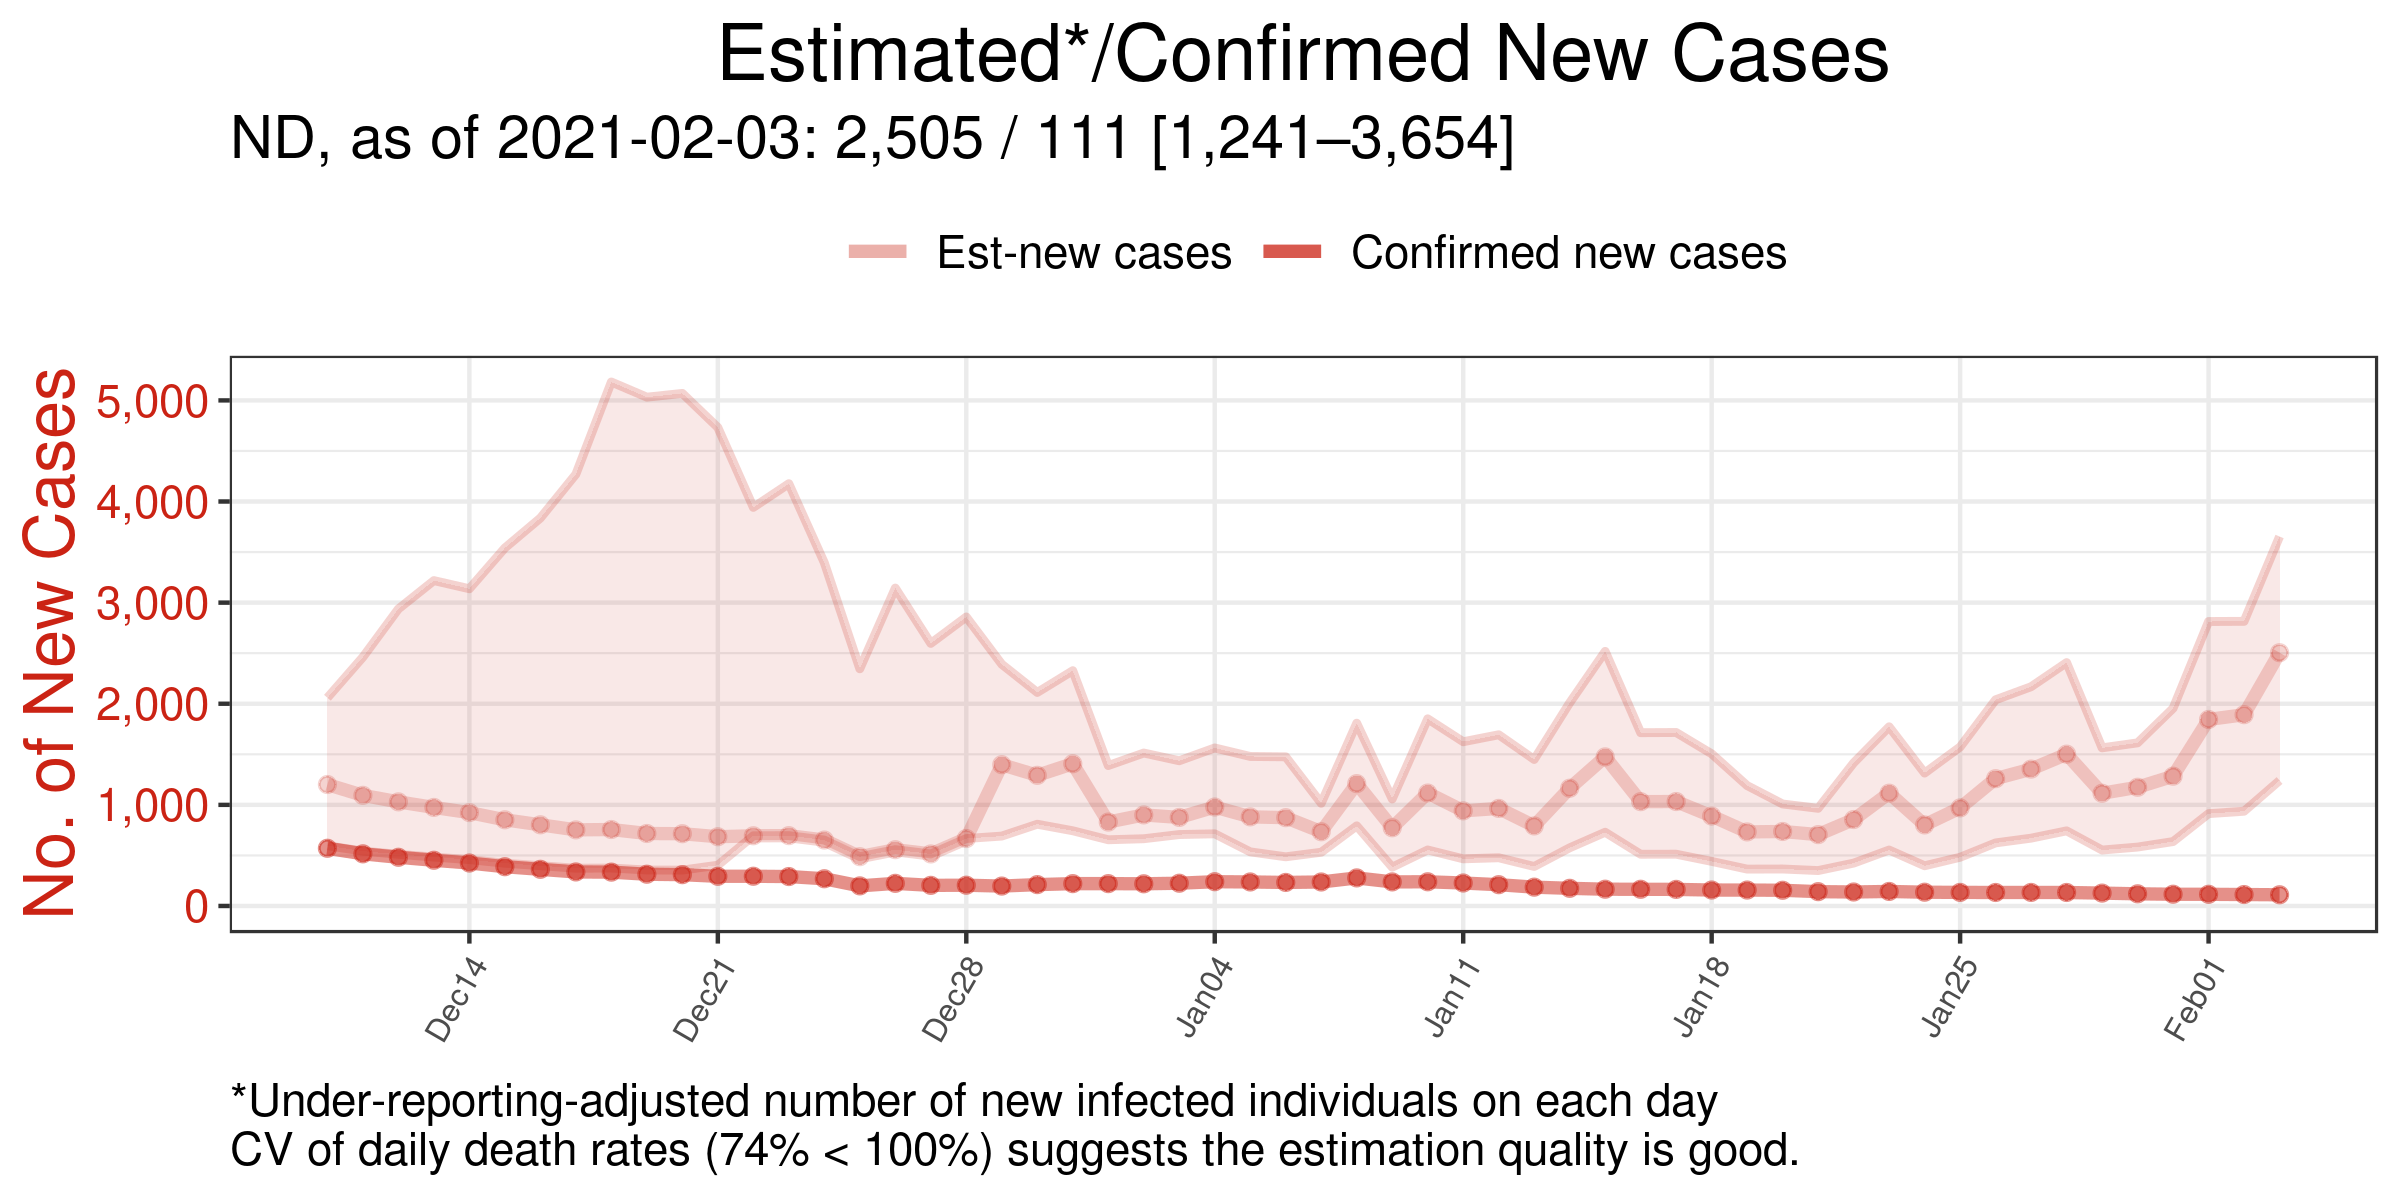 Estimated*/Confirmed New Cases
ND, as of 2021-02-03: 2,505 / 111 [1,241–3,654]
Est-new cases Confirmed new cases
No. of New Cases
5,000
4,000
3,000
2,000
1,000
0
Dec14 Dec21 Dec28 Jan04 Jan11 Jan18 Jan25 Feb01
*Under-reporting-adjusted number of new infected individuals on each day
CV of daily death rates (74% < 100%) suggests the estimation quality is good.